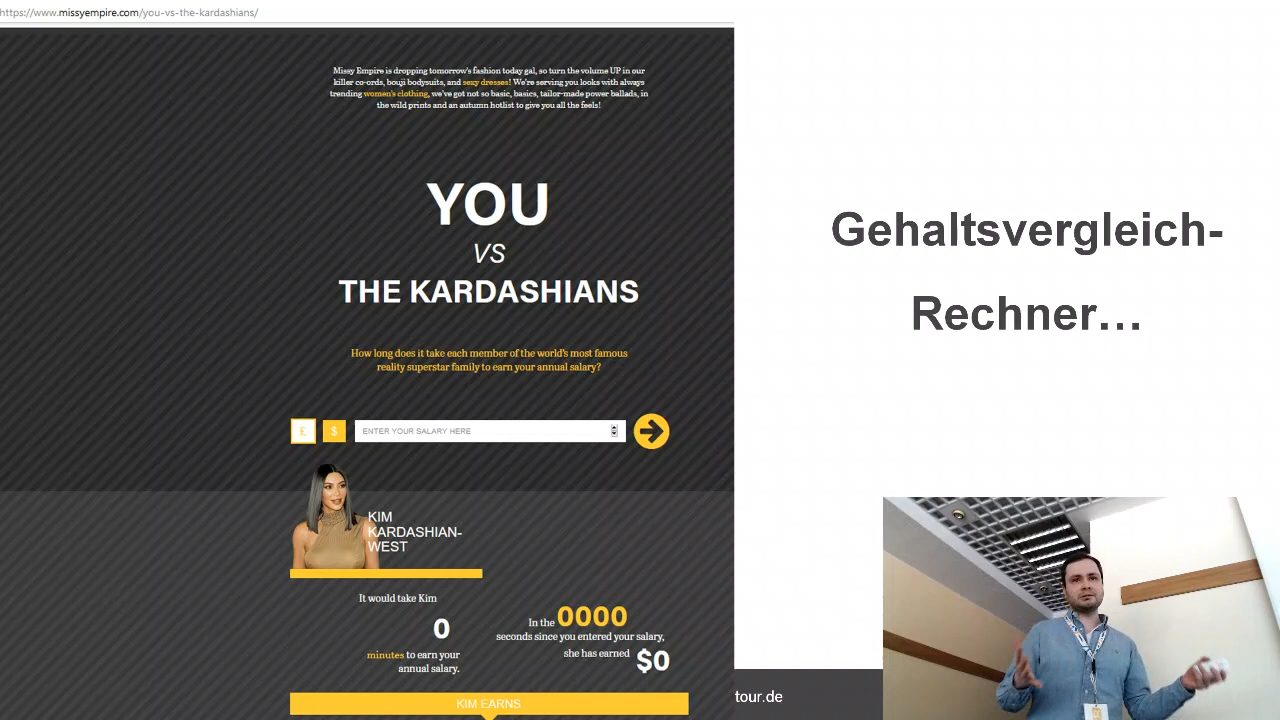 https://www.missyempire.com/you-vs-the-kardashians/
Missy Empire is dropping tomorrow's fashion today gal, so turn the volume UP in our
killer co-ords, bouji bodysuits, and sexy dresses! We're serving you looks with always
trending women's clothing, we've got not so basic, basics, tailor-made power ballads, in
the wild prints and an autumn hotlist to give you all the feels!
YOU
VS
THE KARDASHIANS
How long does it take each member of the world's most famous
reality superstar family to earn your annual salary?
£
$
ENTER YOUR SALARY HERE
KIM
KARDASHIAN-
WEST
It would take Kim
0
minutes to earn your
annual salary.
In the 0000
seconds since you entered your salary,
she has earned $0
KIM EARNS
Gehaltsvergleich-
Rechner…
tour.de